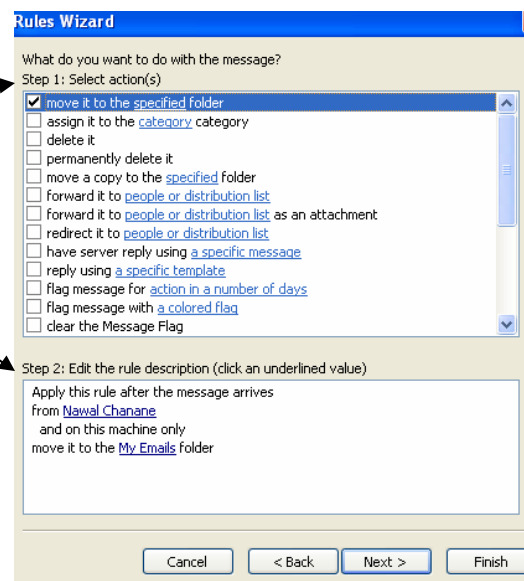 Rules Wizard
What do you want to do with the message?
Step 1: Select action(s)
move it to the specified folder
assign it to the category category
delete it
permanently delete it
move a copy to the specified folder
forward it to people or distribution list
forward it to people or distribution list as an attachment
redirect it to people or distribution list
have server reply using a specific message
reply using a specific template
flag message for action in a number of days
flag message with a colored flag
clear the Message Flag
Step 2: Edit the rule description (click an underlined value)
Apply this rule after the message arrives
from Nawal Chanane
and on this machine only
move it to the My Emails folder
Cancel < Back Next > Finish